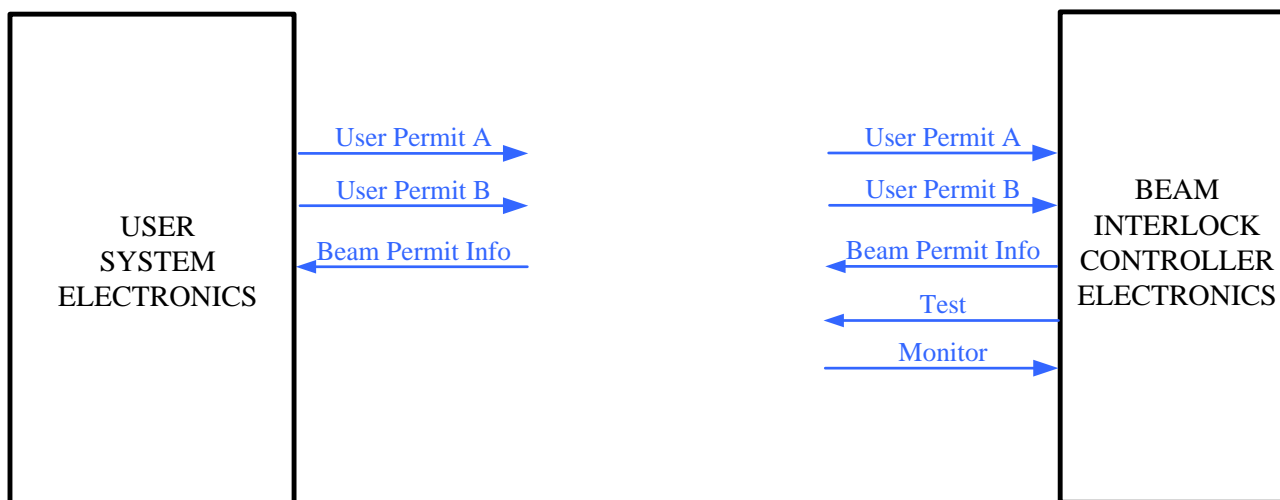 USER
SYSTEM
ELECTRONICS
User Permit A
User Permit B
Beam Permit Info
User Permit A
User Permit B
Beam Permit Info
Test
Monitor
BEAM
INTERLOCK
CONTROLLER
ELECTRONICS